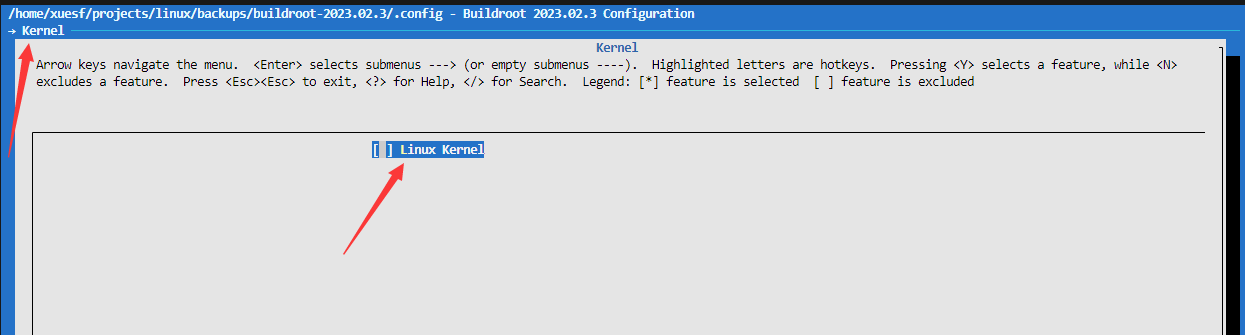 /home/xuesf/projects/linux/backups/buildroot-2023.02.3/.config - Buildroot 2023.02.3 Configuration
→ Kernel
Kernel
Arrow keys navigate the menu.  <Enter> selects submenus ---> (or empty submenus ----).  Highlighted letters are hotkeys.  Pressing <Y> selects a feature, while <N>
excludes a feature.  Press <Esc><Esc> to exit, <?> for Help, </> for Search.  Legend: [*] feature is selected  [ ] feature is excluded
[ ] Linux Kernel